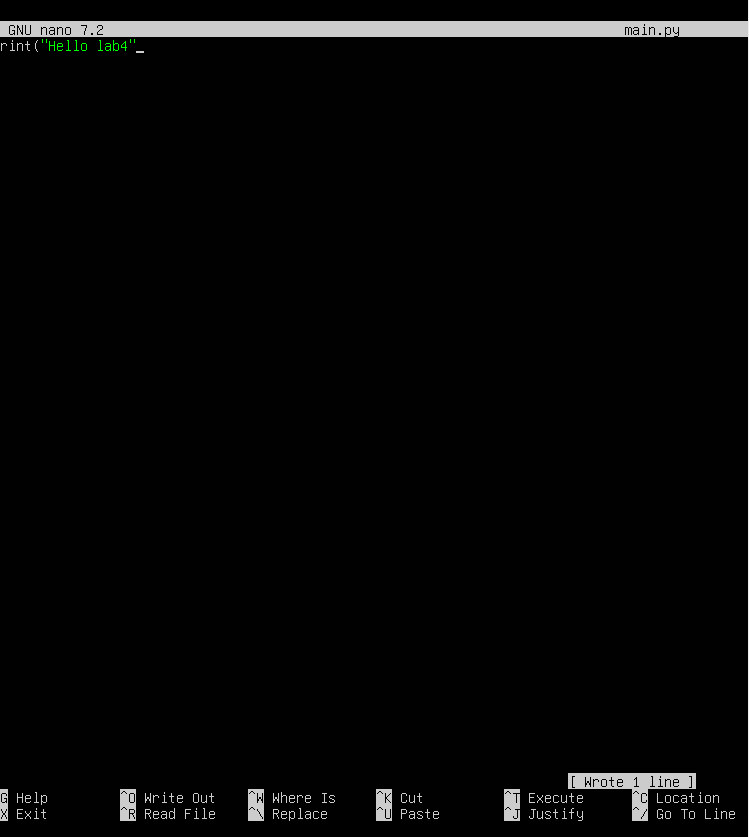 GNU nano 7.2 main.py
rint("Hello lab4"
[ Wrote 1 line ]
G Help ^O Write Out ^W Where Is ^K Cut ^T Execute ^C Location
X Exit ^R Read File ^\ Replace ^U Paste ^J Justify ^/ Go To Line